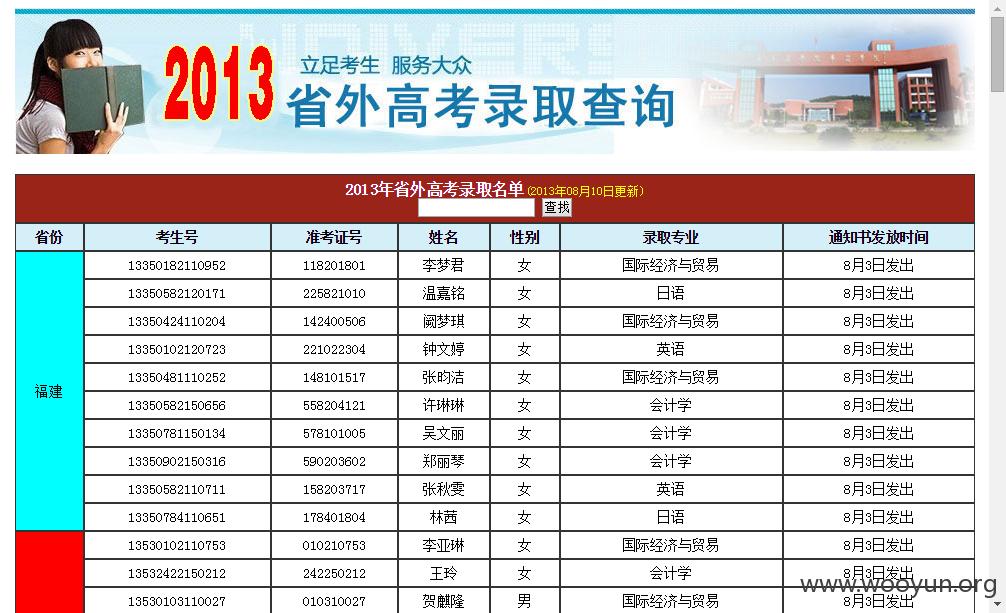 2013
立足考生 服务大众
省外高考录取查询
2013年省外高考录取名单 (2013年08月10日更新)
查找
省份 考生号 准考证号 姓名 性别 录取专业 通知书发放时间
13350182110952 118201801 李梦君 女 国际经济与贸易 8月3日发出
13350582120171 225821010 温嘉铭 女 日语 8月3日发出
13350424110204 142400506 阙梦琪 女 国际经济与贸易 8月3日发出
13350102120723 221022304 钟文婷 女 英语 8月3日发出
13350481110252 148101517 张昀洁 女 国际经济与贸易 8月3日发出
福建
13350582150656 558204121 许琳琳 女 会计学 8月3日发出
13350781150134 578101005 吴文丽 女 会计学 8月3日发出
13350902150316 590203602 郑丽琴 女 会计学 8月3日发出
13350582110711 158203717 张秋雯 女 英语 8月3日发出
13350784110651 178401804 林茜 女 日语 8月3日发出
13530102110753 010210753 李亚琳 女 国际经济与贸易 8月3日发出
13532422150212 242250212 王玲 女 会计学 8月3日发出
13530103110027 010310027 贺麒隆 男 国际经济与贸易 8月3日发出
www.wooyun.org